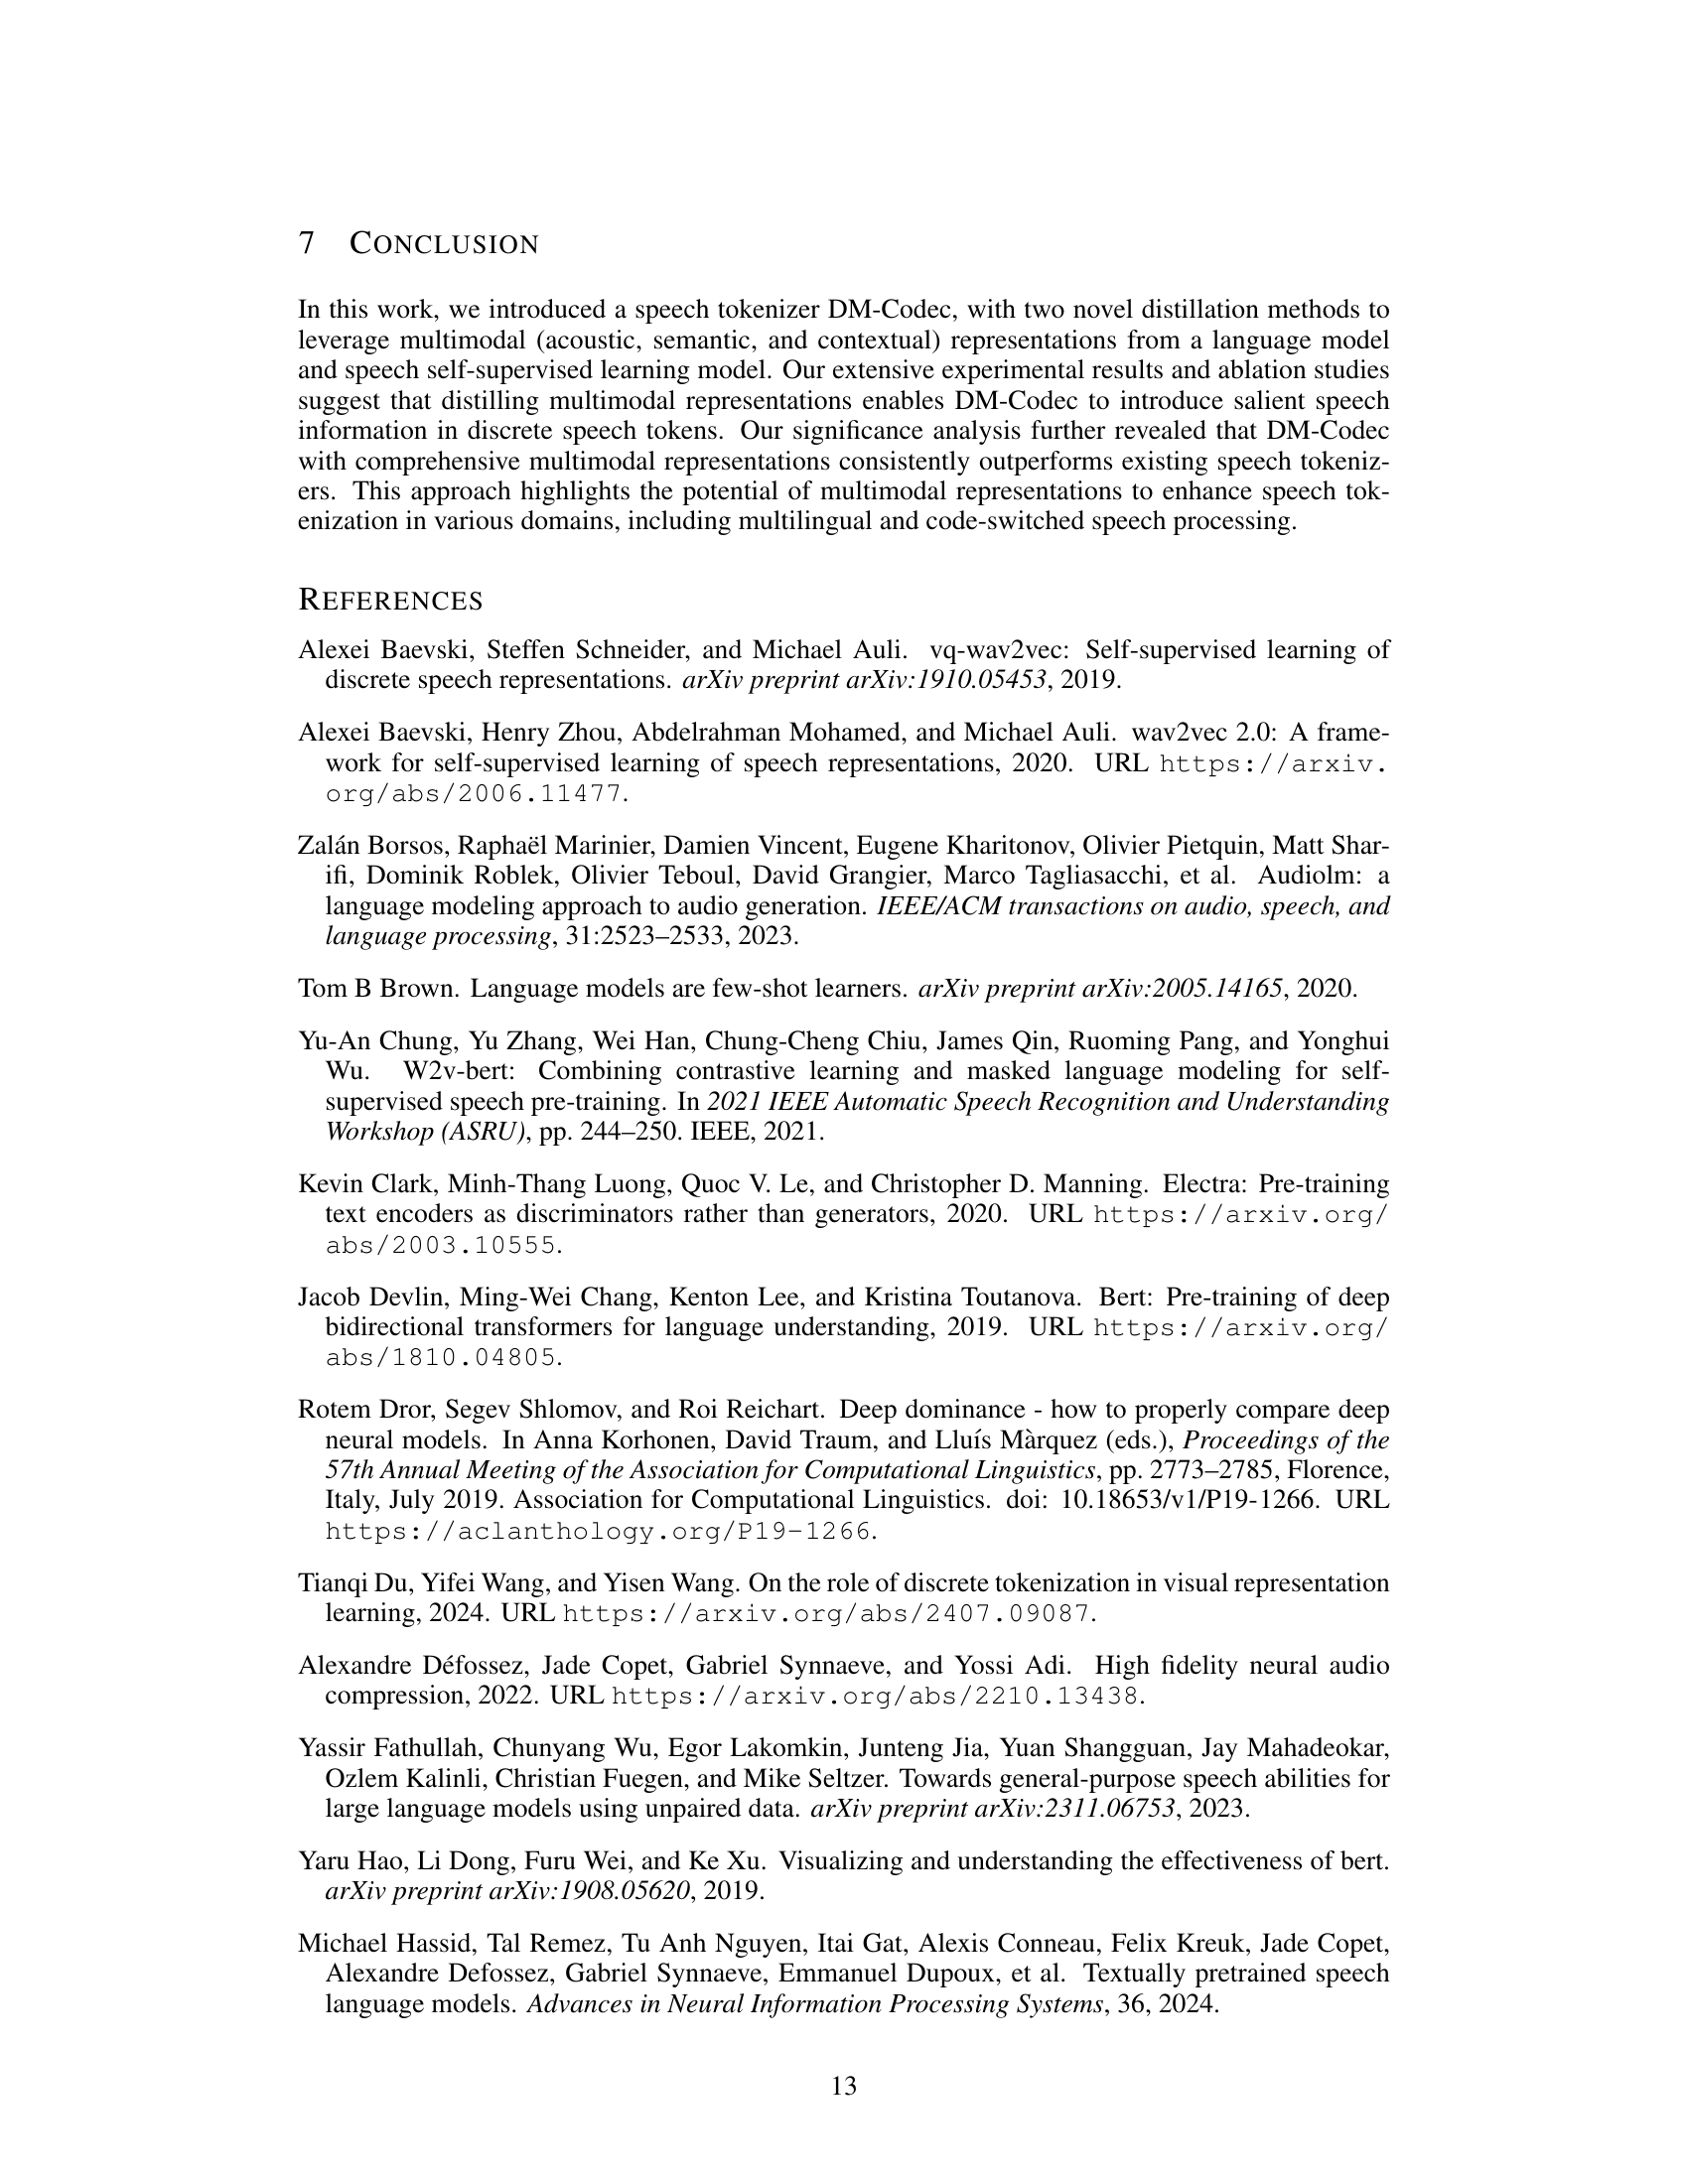 7 CONCLUSION
In this work, we introduced a speech tokenizer DM-Codec, with two novel distillation methods to
leverage multimodal (acoustic, semantic, and contextual) representations from a language model
and speech self-supervised learning model. Our extensive experimental results and ablation studies
suggest that distilling multimodal representations enables DM-Codec to introduce salient speech
information in discrete speech tokens. Our significance analysis further revealed that DM-Codec
with comprehensive multimodal representations consistently outperforms existing speech tokeniz-
ers. This approach highlights the potential of multimodal representations to enhance speech tok-
enization in various domains, including multilingual and code-switched speech processing.
REFERENCES
Alexei Baevski, Steffen Schneider, and Michael Auli. vq-wav2vec: Self-supervised learning of
discrete speech representations. arXiv preprint arXiv:1910.05453, 2019.
Alexei Baevski, Henry Zhou, Abdelrahman Mohamed, and Michael Auli. wav2vec 2.0: A frame-
work for self-supervised learning of speech representations, 2020. URL https://arxiv.
org/abs/2006.11477.
Zalán Borsos, Raphaël Marinier, Damien Vincent, Eugene Kharitonov, Olivier Pietquin, Matt Shar-
ifi, Dominik Roblek, Olivier Teboul, David Grangier, Marco Tagliasacchi, et al. Audiolm: a
language modeling approach to audio generation. IEEE/ACM transactions on audio, speech, and
language processing, 31:2523–2533, 2023.
Tom B Brown. Language models are few-shot learners. arXiv preprint arXiv:2005.14165, 2020.
Yu-An Chung, Yu Zhang, Wei Han, Chung-Cheng Chiu, James Qin, Ruoming Pang, and Yonghui
Wu. W2v-bert: Combining contrastive learning and masked language modeling for self-
supervised speech pre-training. In 2021 IEEE Automatic Speech Recognition and Understanding
Workshop (ASRU), pp. 244–250. IEEE, 2021.
Kevin Clark, Minh-Thang Luong, Quoc V. Le, and Christopher D. Manning. Electra: Pre-training
text encoders as discriminators rather than generators, 2020. URL https://arxiv.org/
abs/2003.10555.
Jacob Devlin, Ming-Wei Chang, Kenton Lee, and Kristina Toutanova. Bert: Pre-training of deep
bidirectional transformers for language understanding, 2019. URL https://arxiv.org/
abs/1810.04805.
Rotem Dror, Segev Shlomov, and Roi Reichart. Deep dominance - how to properly compare deep
neural models. In Anna Korhonen, David Traum, and Lluís Màrquez (eds.), Proceedings of the
57th Annual Meeting of the Association for Computational Linguistics, pp. 2773–2785, Florence,
Italy, July 2019. Association for Computational Linguistics. doi: 10.18653/v1/P19-1266. URL
https://aclanthology.org/P19-1266.
Tianqi Du, Yifei Wang, and Yisen Wang. On the role of discrete tokenization in visual representation
learning, 2024. URL https://arxiv.org/abs/2407.09087.
Alexandre Défossez, Jade Copet, Gabriel Synnaeve, and Yossi Adi. High fidelity neural audio
compression, 2022. URL https://arxiv.org/abs/2210.13438.
Yassir Fathullah, Chunyang Wu, Egor Lakomkin, Junteng Jia, Yuan Shangguan, Jay Mahadeokar,
Ozlem Kalinli, Christian Fuegen, and Mike Seltzer. Towards general-purpose speech abilities for
large language models using unpaired data. arXiv preprint arXiv:2311.06753, 2023.
Yaru Hao, Li Dong, Furu Wei, and Ke Xu. Visualizing and understanding the effectiveness of bert.
arXiv preprint arXiv:1908.05620, 2019.
Michael Hassid, Tal Remez, Tu Anh Nguyen, Itai Gat, Alexis Conneau, Felix Kreuk, Jade Copet,
Alexandre Defossez, Gabriel Synnaeve, Emmanuel Dupoux, et al. Textually pretrained speech
language models. Advances in Neural Information Processing Systems, 36, 2024.
13